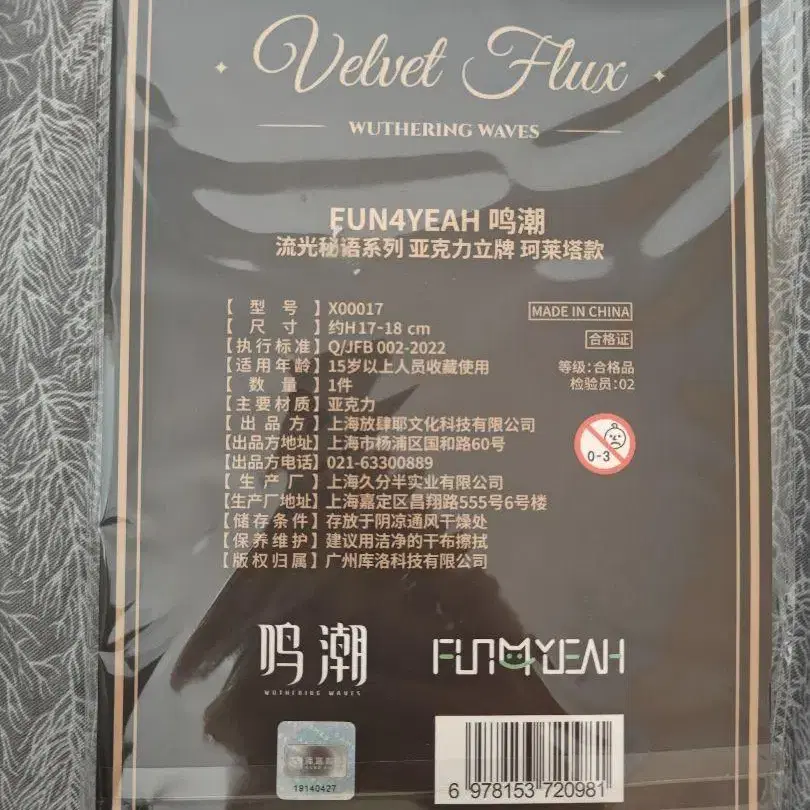 Velvet Flux
WUTHERING WAVES
FUN4YEAH 鸣潮
流光秘语系列 亚克力立牌 珂莱塔款
【型号】X00017
【尺寸】约H17-18 cm
【执行标准】Q/JFB 002-2022
【适用年龄】15岁以上人员收藏使用
【数量】1件
【主要材质】亚克力
【出品方】上海放肆耶文化科技有限公司
【出品方地址】上海市杨浦区国和路60号
【出品方电话】021-63300889
【生产厂】上海久分半实业有限公司
【生产厂地址】上海嘉定区昌翔路555号6号楼
【储存条件】存放于阴凉通风干燥处
【保养维护】建议用洁净的干布擦拭
【版权归属】广州库洛科技有限公司
MADE IN CHINA
合格证
等级:合格品
检验员:02
0-3
鸣潮
WUTHERING WAVES
FUN4YEAH
19140427
6 978153 720981